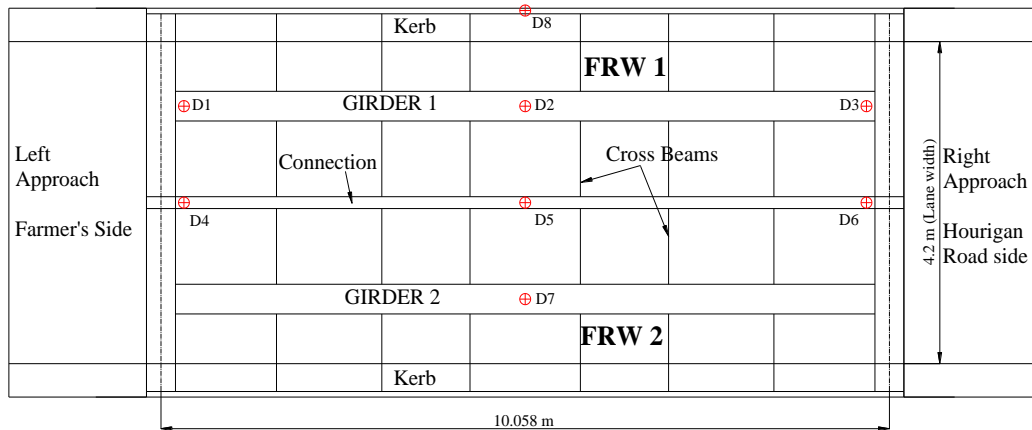 Kerb
D8
FRW 1
D1
GIRDER 1
D2
D3
Left
Approach
Farmer's Side
Connection
Cross Beams
4.2 m (Lane width)
Right
Approach
Hourigan
Road side
D4
D5
D6
GIRDER 2
D7
FRW 2
Kerb
10.058 m